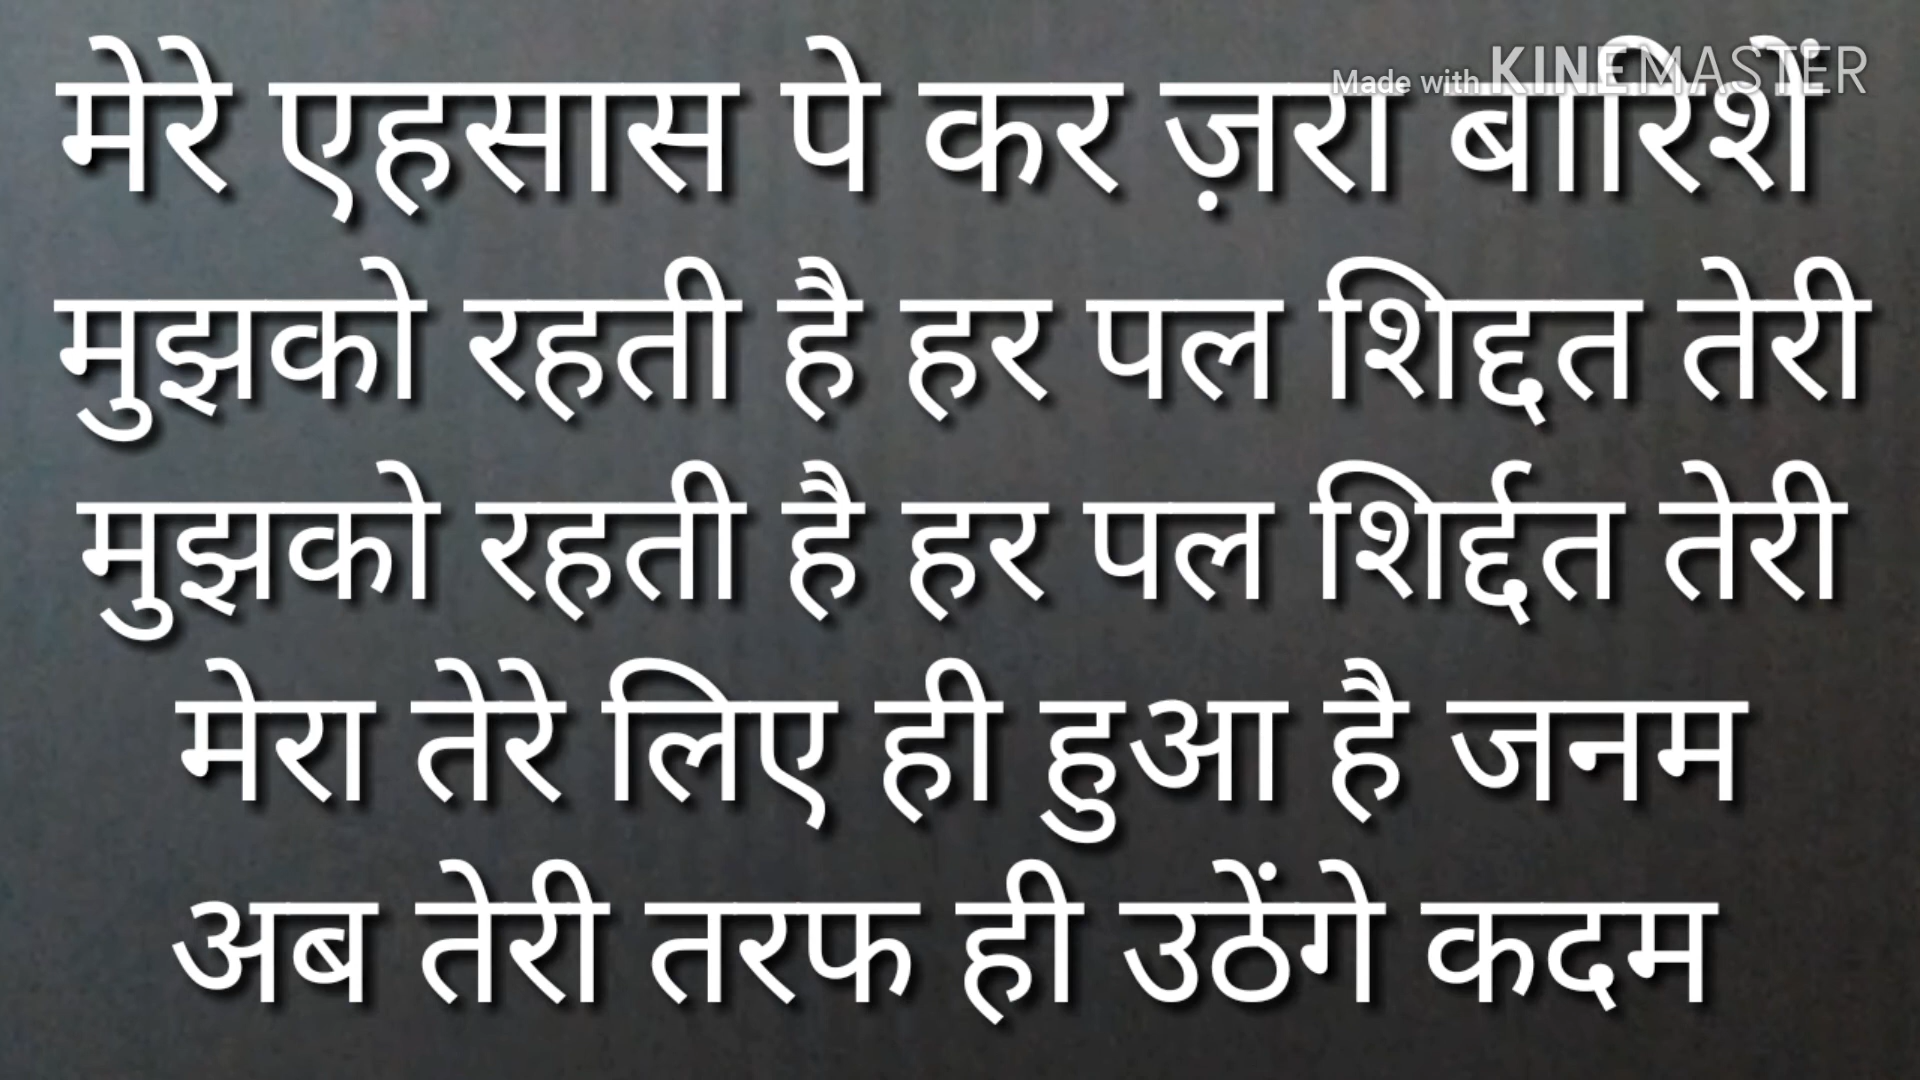 Made with KINEMASTER
मेरे एहसास पे कर ज़रा बारिशें
मुझको रहती है हर पल शिद्दत तेरी
मुझको रहती है हर पल शिर्द्दत तेरी
मेरा तेरे लिए ही हुआ है जनम
अब तेरी तरफ ही उठेंगे कदम